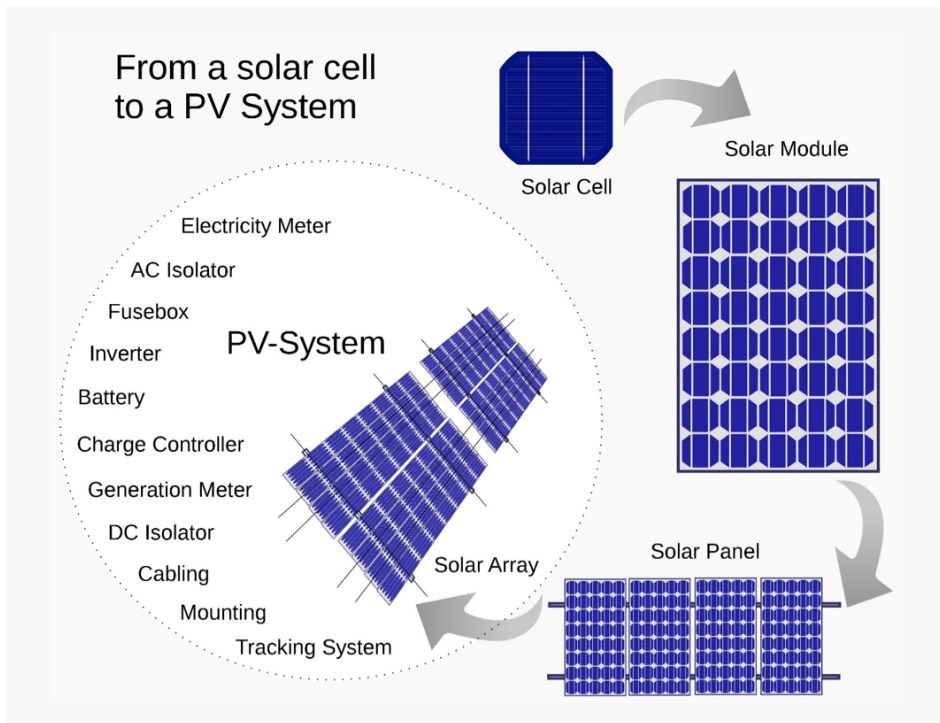 From a solar cell
to a PV System
Solar Cell
Solar Module
Electricity Meter
AC Isolator
Fusebox
PV-System
Inverter
Battery
Charge Controller
Generation Meter
DC Isolator
Solar Panel
Solar Array
Cabling
Mounting
Tracking System